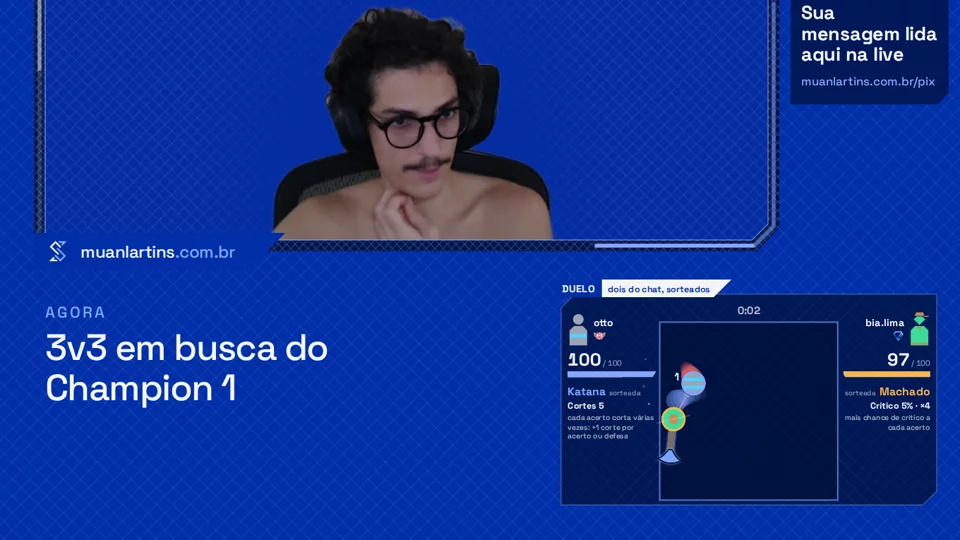 Sua
mensagem lida
aqui na live
muanlartins.com.br/pix
muanlartins.com.br
AGORA
3v3 em busca do
Champion 1
DUELO
dois do chat, sorteados
0:02
otto
100 / 100
Katana sorteada
Cortes 5
cada acerto corta várias
vezes: +1 corte por
acerto ou defesa
1
bia.lima
97 / 100
sorteada Machado
Crítico 5% · ×4
mais chance de crítico a
cada acerto